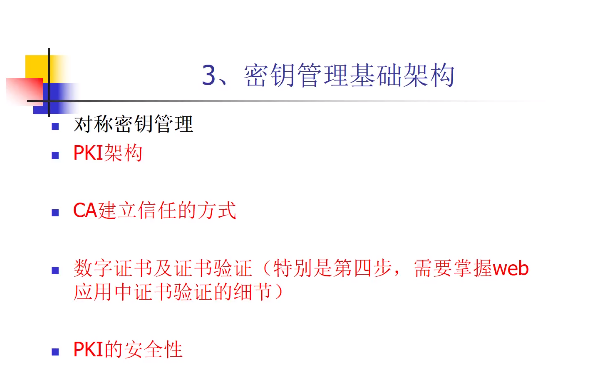 3、密钥管理基础架构
对称密钥管理
PKI架构
CA建立信任的方式
数字证书及证书验证（特别是第四步，需要掌握web
应用中证书验证的细节）
PKI的安全性